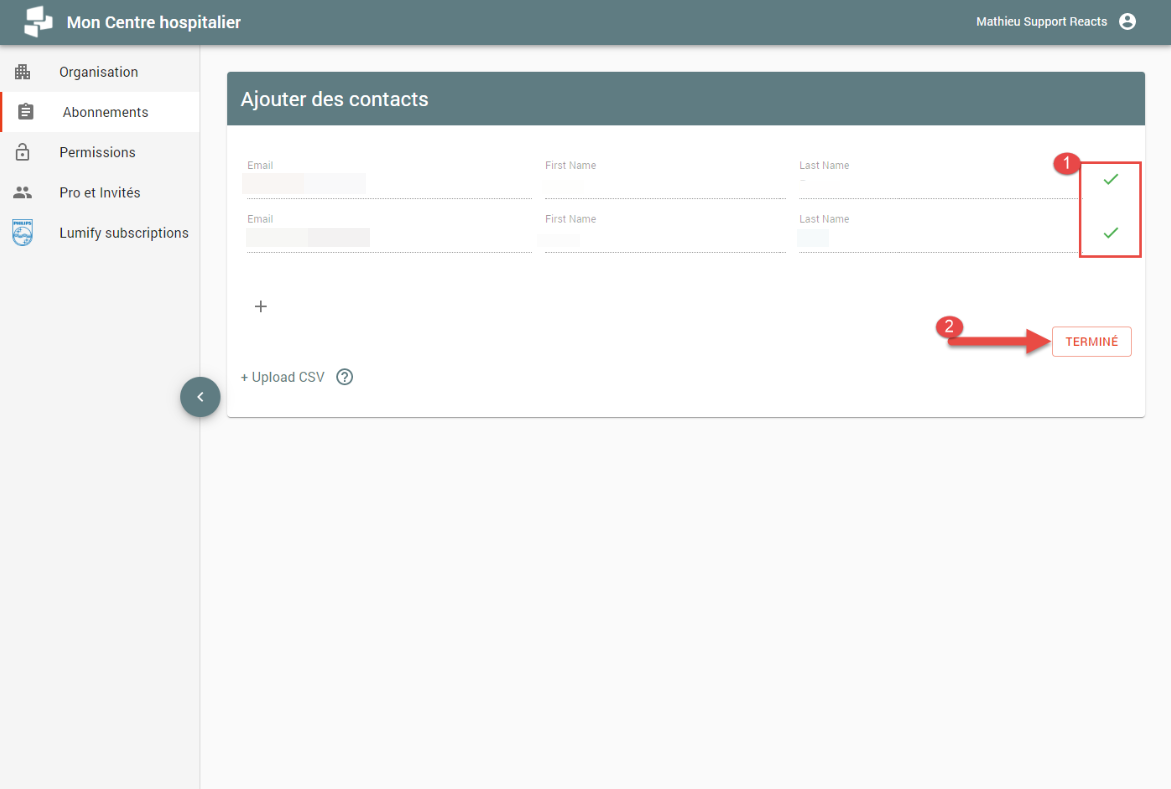 Mon Centre hospitalier
Mathieu Support Reacts
Organisation
Abonnements
Permissions
Pro et Invités
PHILIPS
Lumify subscriptions
Ajouter des contacts
Email First Name Last Name
1
Email First Name Last Name
2
TERMINÉ
+ Upload CSV